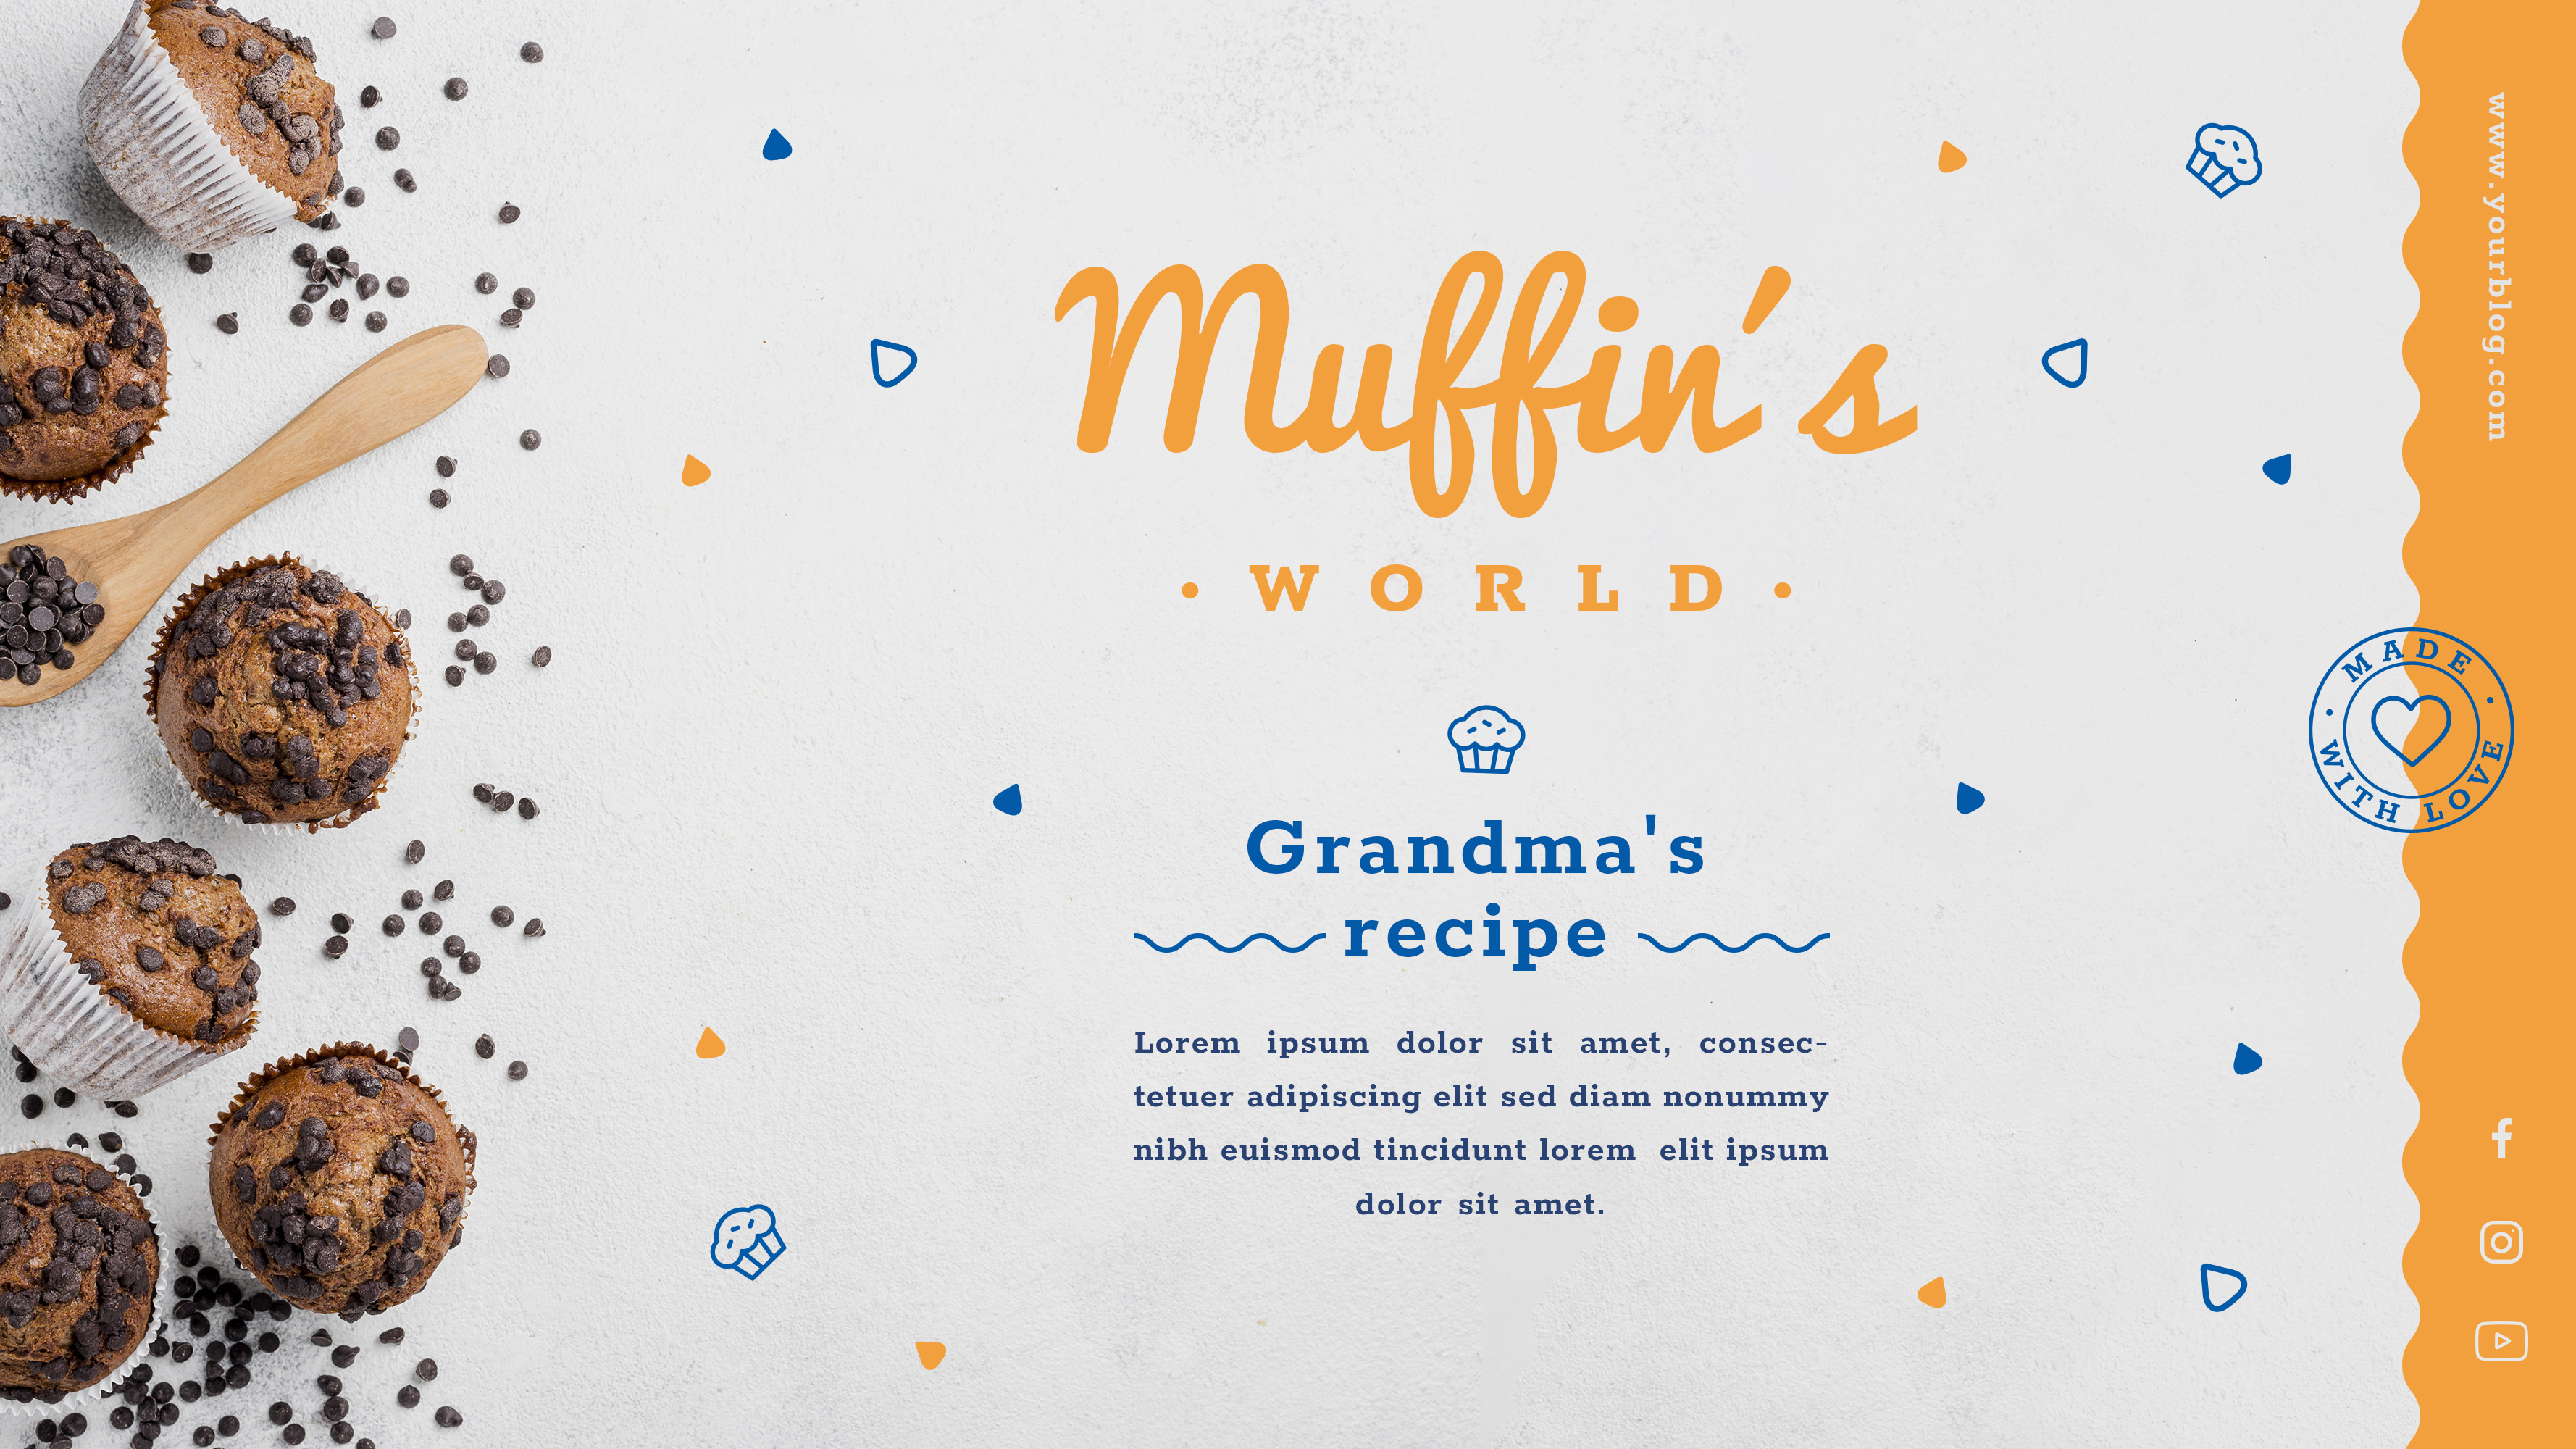 Muffin's
• WORLD •
Grandma's
recipe
Lorem ipsum dolor sit amet, consec-
tetuer adipiscing elit sed diam nonummy
nibh euismod tincidunt lorem elit ipsum
dolor sit amet.
www.yourblog.com
MADE • WITH LOVE •